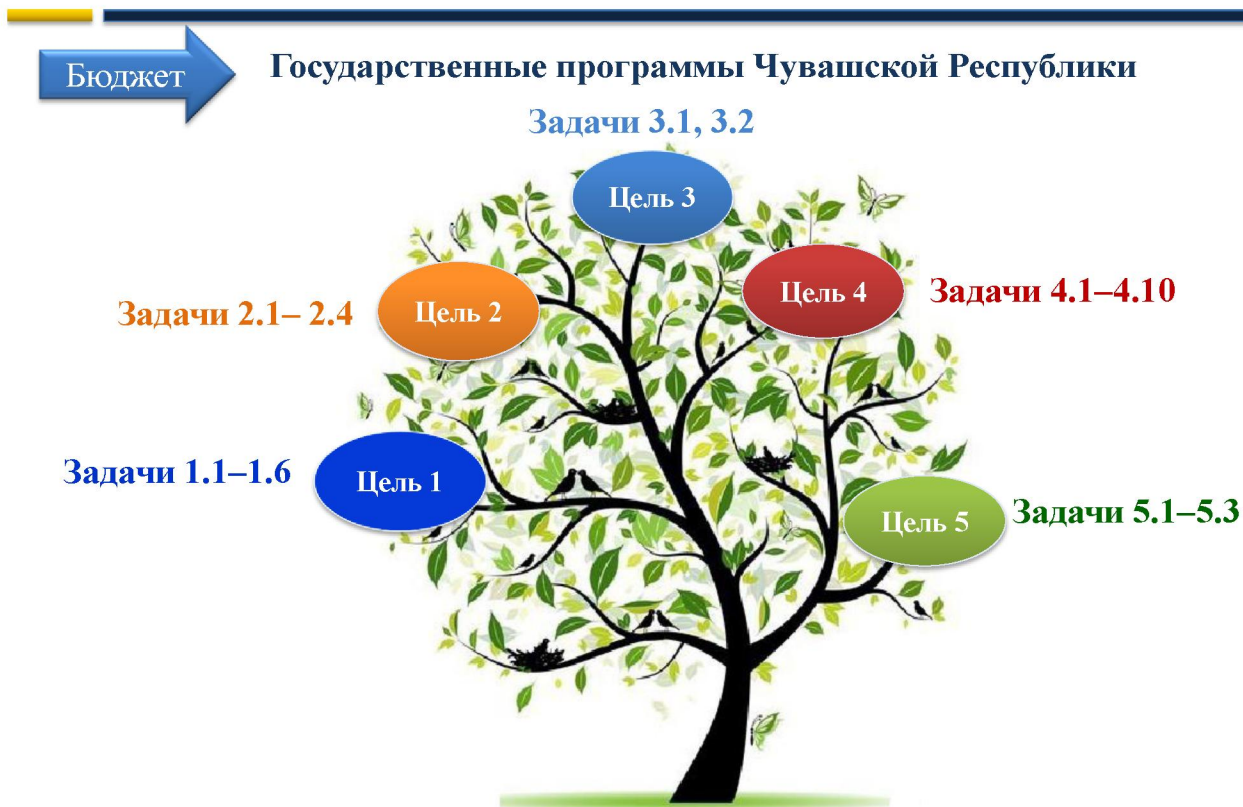 Бюджет
Государственные программы Чувашской Республики
Задачи 3.1, 3.2
Цель 3
Цель 4
Задачи 4.1–4.10
Задачи 2.1– 2.4
Цель 2
Задачи 1.1–1.6
Цель 1
Цель 5
Задачи 5.1–5.3